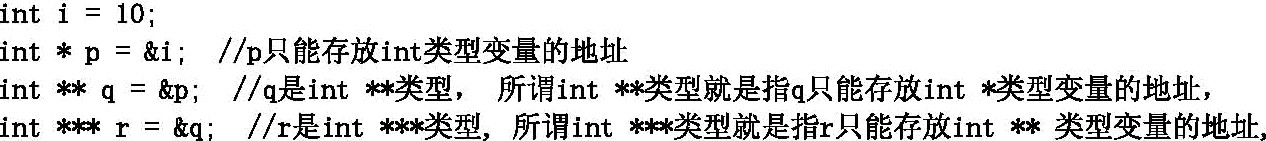 int i = 10;
int * p = &i; //p只能存放int类型变量的地址
int ** q = &p; //q是int **类型， 所谓int **类型就是指q只能存放int *类型变量的地址,
int *** r = &q; //r是int ***类型, 所谓int ***类型就是指r只能存放int ** 类型变量的地址,